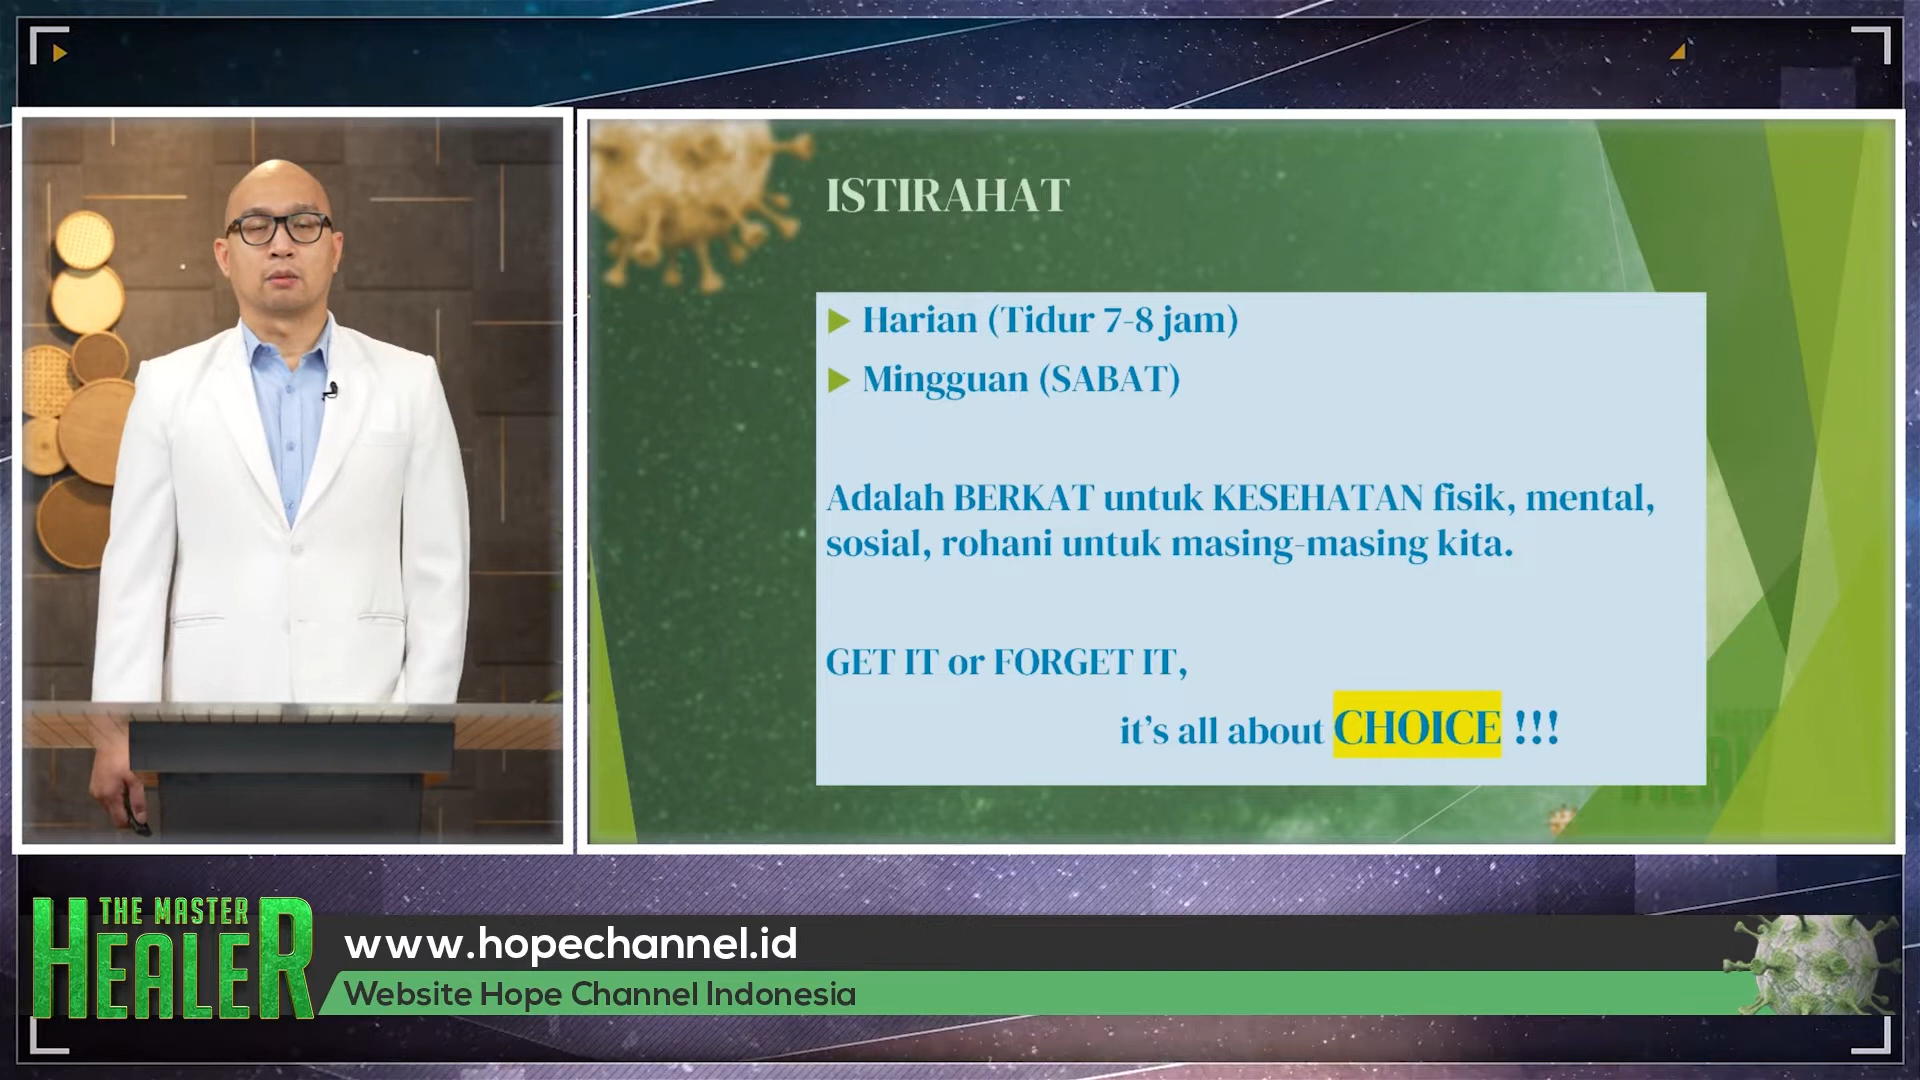 ISTIRAHAT
Harian (Tidur 7-8 jam)
Mingguan (SABAT)
Adalah BERKAT untuk KESEHATAN fisik, mental,
sosial, rohani untuk masing-masing kita.
GET IT or FORGET IT,
it's all about CHOICE !!!
THE MASTER
HEALER
www.hopechannel.id
Website Hope Channel Indonesia